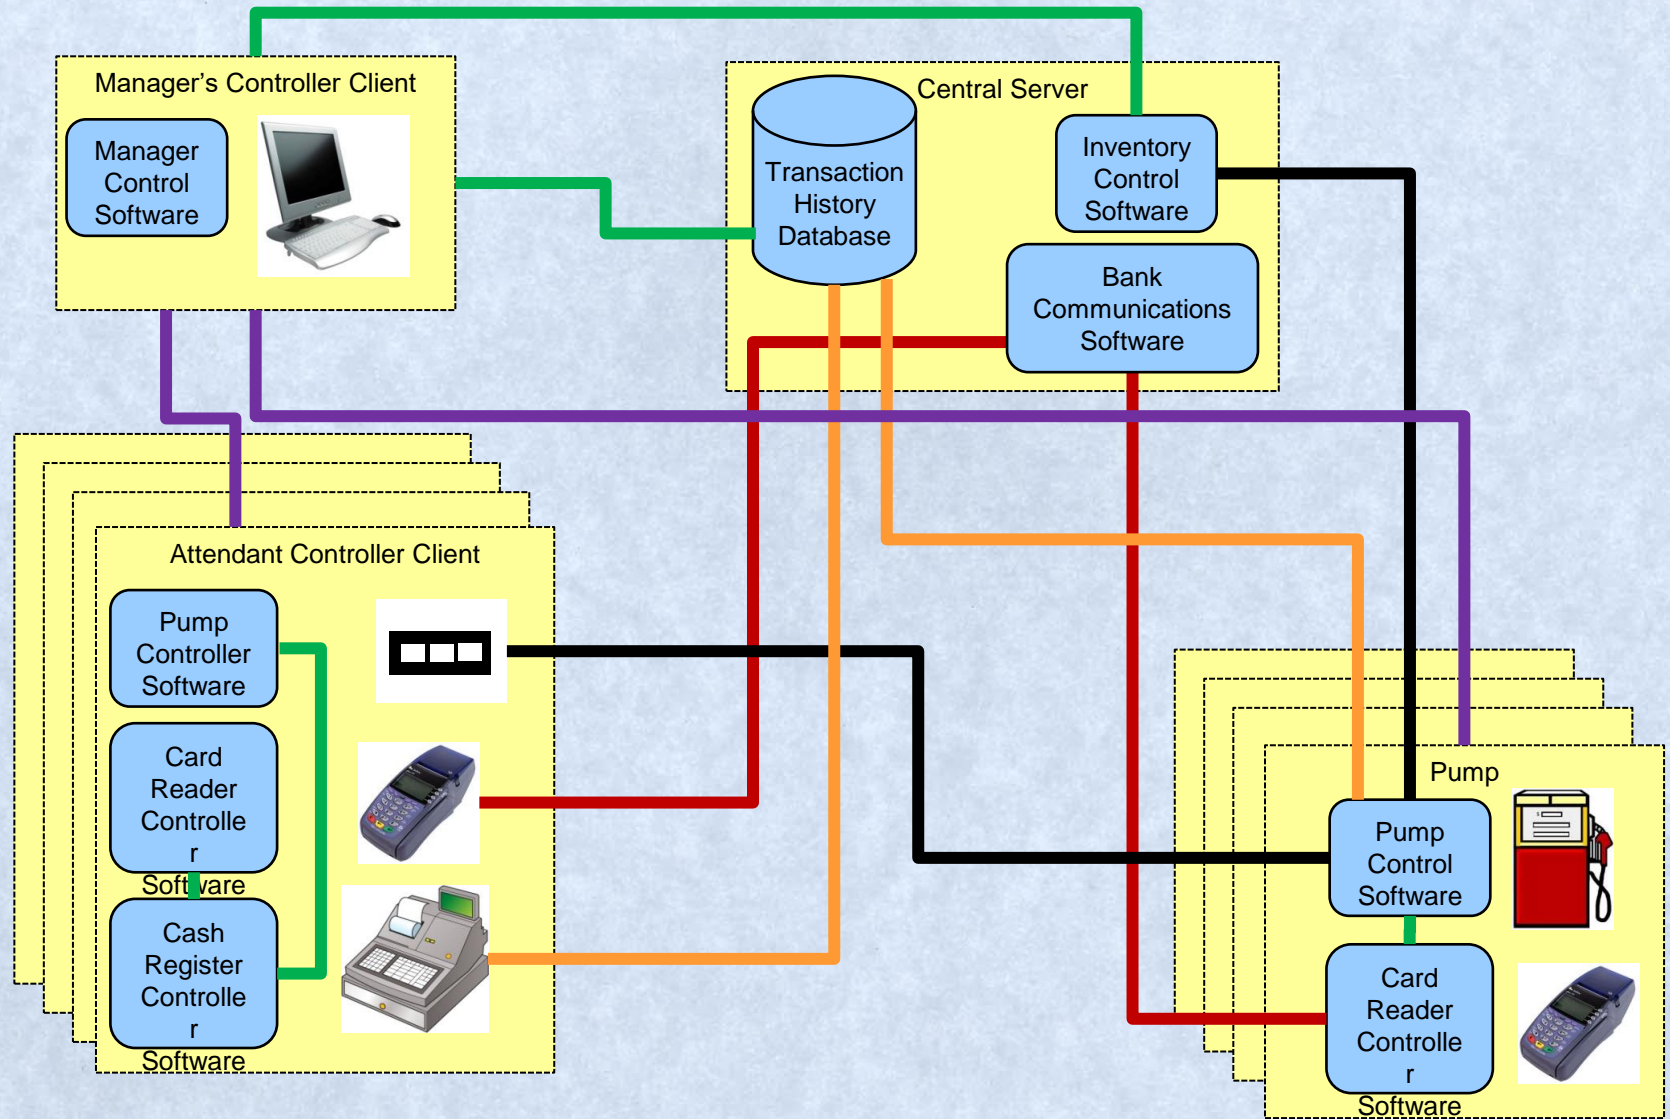 Manager's Controller Client
Manager
Control
Software
Central Server
Transaction
History
Database
Inventory
Control
Software
Bank
Communications
Software
Attendant Controller Client
Pump
Controller
Software
Card
Reader
Controlle
r
Software
Cash
Register
Controlle
r
Software
Pump
Pump
Control
Software
Card
Reader
Controlle
r
Software